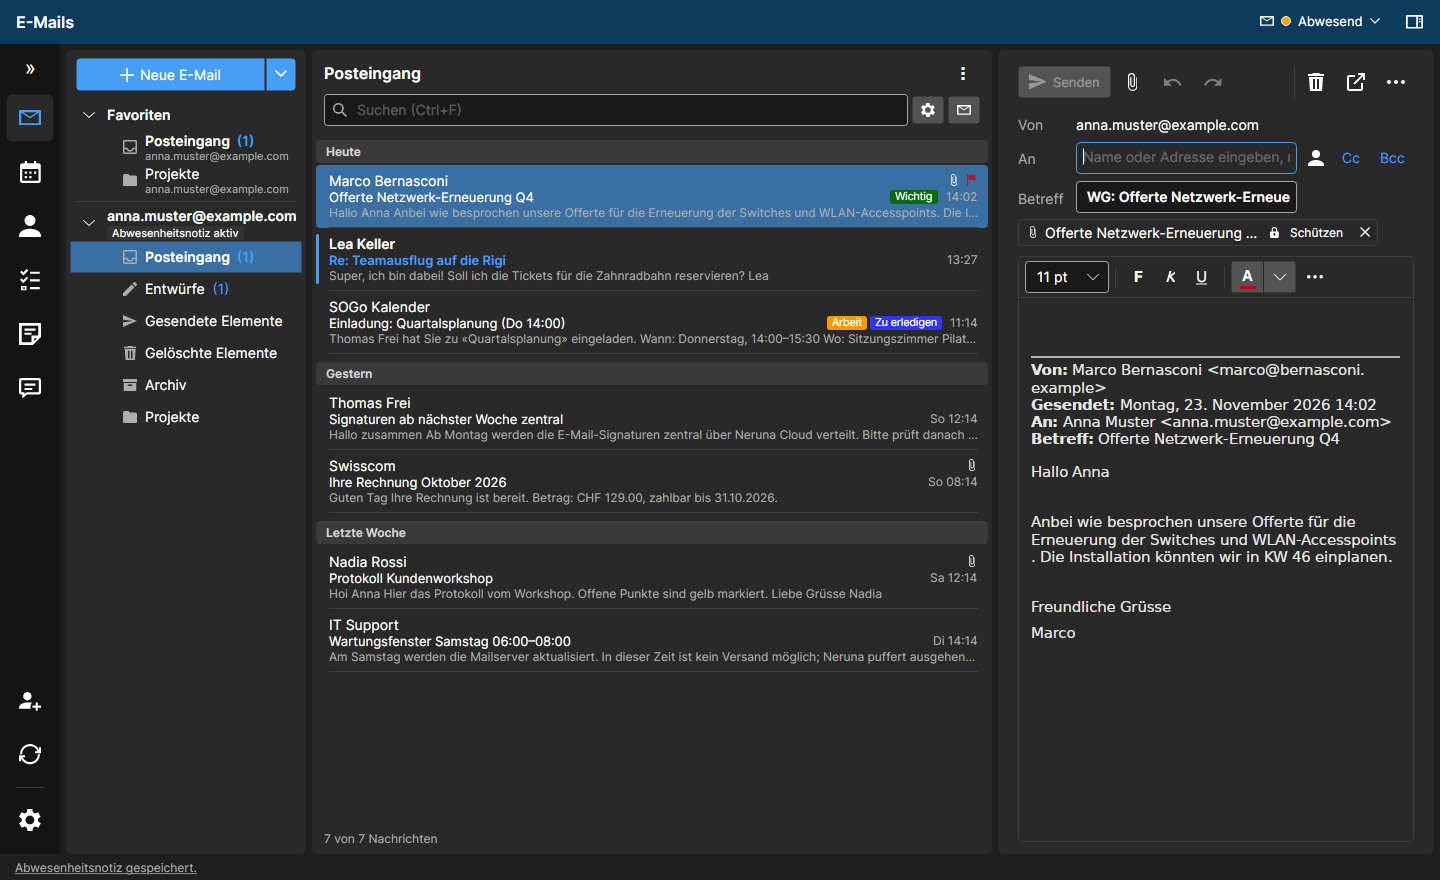 E-Mails
Abwesend
Neue E-Mail
Favoriten
Posteingang (1)
anna.muster@example.com
Projekte
anna.muster@example.com
anna.muster@example.com
Abwesenheitsnotiz aktiv
Posteingang (1)
Entwürfe (1)
Gesendete Elemente
Gelöschte Elemente
Archiv
Projekte
Posteingang
Suchen (Ctrl+F)
Heute
Marco Bernasconi
Offerte Netzwerk-Erneuerung Q4 Wichtig 14:02
Hallo Anna Anbei wie besprochen unsere Offerte für die Erneuerung der Switches und WLAN-Accesspoints. Die I...
Lea Keller
Re: Teamausflug auf die Rigi 13:27
Super, ich bin dabei! Soll ich die Tickets für die Zahnradbahn reservieren? Lea
SOGo Kalender
Einladung: Quartalsplanung (Do 14:00) Arbeit Zu erledigen 11:14
Thomas Frei hat Sie zu «Quartalsplanung» eingeladen. Wann: Donnerstag, 14:00–15:30 Wo: Sitzungszimmer Pilat...
Gestern
Thomas Frei
Signaturen ab nächster Woche zentral So 12:14
Hallo zusammen Ab Montag werden die E-Mail-Signaturen zentral über Neruna Cloud verteilt. Bitte prüft danach ...
Swisscom
Ihre Rechnung Oktober 2026 So 08:14
Guten Tag Ihre Rechnung ist bereit. Betrag: CHF 129.00, zahlbar bis 31.10.2026.
Letzte Woche
Nadia Rossi
Protokoll Kundenworkshop Sa 12:14
Hoi Anna Hier das Protokoll vom Workshop. Offene Punkte sind gelb markiert. Liebe Grüsse Nadia
IT Support
Wartungsfenster Samstag 06:00–08:00 Di 14:14
Am Samstag werden die Mailserver aktualisiert. In dieser Zeit ist kein Versand möglich; Neruna puffert ausgehen...
7 von 7 Nachrichten
Senden
Von anna.muster@example.com
An Name oder Adresse eingeben, Cc Bcc
Betreff WG: Offerte Netzwerk-Erneue
Offerte Netzwerk-Erneuerung ... Schützen
11 pt F K U A
Von: Marco Bernasconi <marco@bernasconi.
example>
Gesendet: Montag, 23. November 2026 14:02
An: Anna Muster <anna.muster@example.com>
Betreff: Offerte Netzwerk-Erneuerung Q4
Hallo Anna
Anbei wie besprochen unsere Offerte für die
Erneuerung der Switches und WLAN-Accesspoints
. Die Installation könnten wir in KW 46 einplanen.
Freundliche Grüsse
Marco
Abwesenheitsnotiz gespeichert.